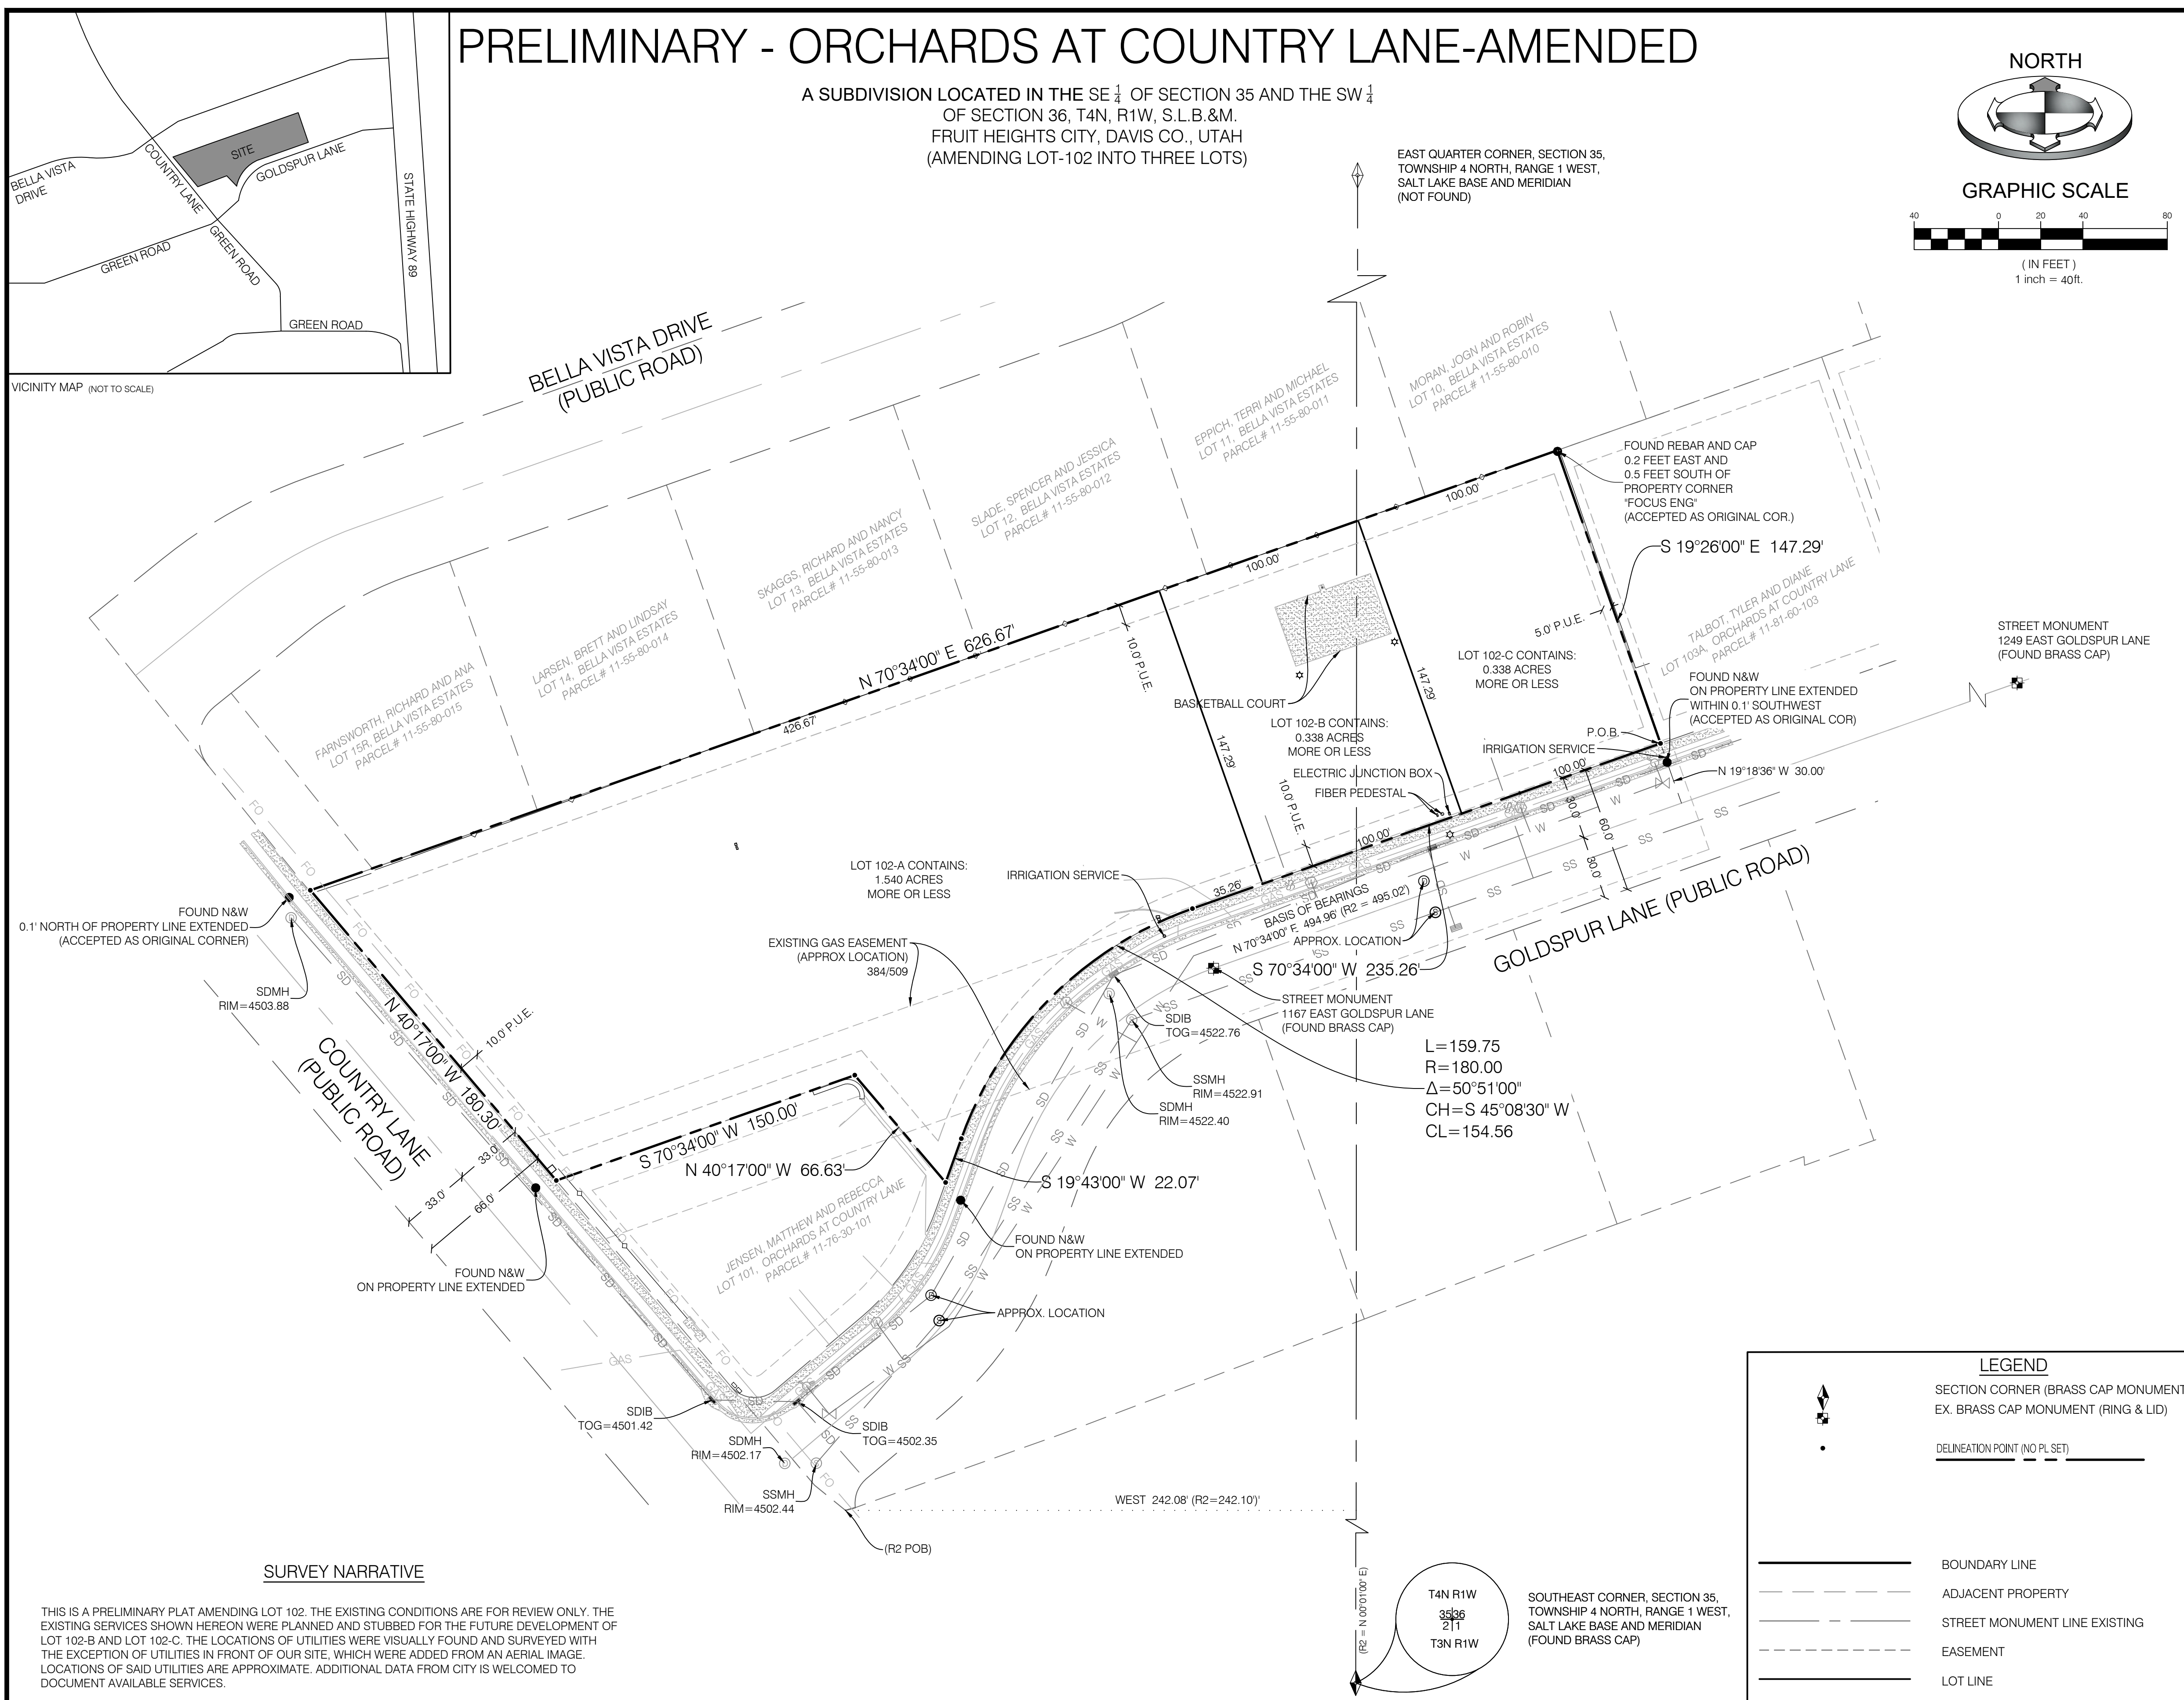 PRELIMINARY - ORCHARDS AT COUNTRY LANE-AMENDED
A SUBDIVISION LOCATED IN THE SE 1/4 OF SECTION 35 AND THE SW 1/4
OF SECTION 36, T4N, R1W, S.L.B.&M.
FRUIT HEIGHTS CITY, DAVIS CO., UTAH
(AMENDING LOT-102 INTO THREE LOTS)
BELLA VISTA
DRIVE
COUNTRY LANE
SITE
GOLDSPUR LANE
STATE HIGHWAY 89
GREEN ROAD
GREEN ROAD
GREEN ROAD
VICINITY MAP (NOT TO SCALE)
NORTH
GRAPHIC SCALE
40 0 20 40 80
( IN FEET )
1 inch = 40ft.
EAST QUARTER CORNER, SECTION 35,
TOWNSHIP 4 NORTH, RANGE 1 WEST,
SALT LAKE BASE AND MERIDIAN
(NOT FOUND)
BELLA VISTA DRIVE
(PUBLIC ROAD)
FARNSWORTH, RICHARD AND ANA
LOT 15R, BELLA VISTA ESTATES
PARCEL# 11-55-80-015
LARSEN, BRETT AND LINDSAY
LOT 14, BELLA VISTA ESTATES
PARCEL# 11-55-80-014
SKAGGS, RICHARD AND NANCY
LOT 13, BELLA VISTA ESTATES
PARCEL# 11-55-80-013
SLADE, SPENCER AND JESSICA
LOT 12, BELLA VISTA ESTATES
PARCEL# 11-55-80-012
EPPICH, TERRI AND MICHAEL
LOT 11, BELLA VISTA ESTATES
PARCEL# 11-55-80-011
MORAN, JOGN AND ROBIN
LOT 10, BELLA VISTA ESTATES
PARCEL# 11-55-80-010
FOUND REBAR AND CAP
0.2 FEET EAST AND
0.5 FEET SOUTH OF
PROPERTY CORNER
"FOCUS ENG"
(ACCEPTED AS ORIGINAL COR.)
S 19°26'00" E 147.29'
TALBOT, TYLER AND DIANE
LOT 103A, ORCHARDS AT COUNTRY LANE
PARCEL# 11-81-60-103
5.0' P.U.E.
STREET MONUMENT
1249 EAST GOLDSPUR LANE
(FOUND BRASS CAP)
FOUND N&W
ON PROPERTY LINE EXTENDED
WITHIN 0.1' SOUTHWEST
(ACCEPTED AS ORIGINAL COR)
P.O.B.
IRRIGATION SERVICE
N 19°18'36" W 30.00'
N 70°34'00" E 626.67'
426.67'
100.00'
100.00'
10.0' P.U.E.
147.29'
147.29'
BASKETBALL COURT
LOT 102-C CONTAINS:
0.338 ACRES
MORE OR LESS
LOT 102-B CONTAINS:
0.338 ACRES
MORE OR LESS
ELECTRIC JUNCTION BOX
FIBER PEDESTAL
10.0' P.U.E.
100.00'
100.00'
30.0'
60.0'
30.0'
35.26'
LOT 102-A CONTAINS:
1.540 ACRES
MORE OR LESS
IRRIGATION SERVICE
BASIS OF BEARINGS
N 70°34'00" E 494.96' (R2 = 495.02')
APPROX. LOCATION
S 70°34'00" W 235.26'
GOLDSPUR LANE (PUBLIC ROAD)
STREET MONUMENT
1167 EAST GOLDSPUR LANE
(FOUND BRASS CAP)
EXISTING GAS EASEMENT
(APPROX LOCATION)
384/509
FOUND N&W
0.1' NORTH OF PROPERTY LINE EXTENDED
(ACCEPTED AS ORIGINAL CORNER)
SDMH
RIM=4503.88
COUNTRY LANE
(PUBLIC ROAD)
N 40°17'00" W 180.30'
10.0' P.U.E.
33.0'
33.0'
66.0'
S 70°34'00" W 150.00'
N 40°17'00" W 66.63'
S 19°43'00" W 22.07'
SDIB
TOG=4522.76
SSMH
RIM=4522.91
SDMH
RIM=4522.40
L=159.75
R=180.00
Δ=50°51'00"
CH=S 45°08'30" W
CL=154.56
JENSEN, MATTHEW AND REBECCA
LOT 101, ORCHARDS AT COUNTRY LANE
PARCEL# 11-76-30-101
FOUND N&W
ON PROPERTY LINE EXTENDED
FOUND N&W
ON PROPERTY LINE EXTENDED
APPROX. LOCATION
GAS
FO
SD
SS
W
SDIB
TOG=4501.42
SDIB
TOG=4502.35
SDMH
RIM=4502.17
SSMH
RIM=4502.44
WEST 242.08' (R2=242.10')'
(R2 POB)
(R2 = N 00°01'00" E)
T4N R1W
35|36
2|1
T3N R1W
SOUTHEAST CORNER, SECTION 35,
TOWNSHIP 4 NORTH, RANGE 1 WEST,
SALT LAKE BASE AND MERIDIAN
(FOUND BRASS CAP)
SURVEY NARRATIVE
THIS IS A PRELIMINARY PLAT AMENDING LOT 102. THE EXISTING CONDITIONS ARE FOR REVIEW ONLY. THE
EXISTING SERVICES SHOWN HEREON WERE PLANNED AND STUBBED FOR THE FUTURE DEVELOPMENT OF
LOT 102-B AND LOT 102-C. THE LOCATIONS OF UTILITIES WERE VISUALLY FOUND AND SURVEYED WITH
THE EXCEPTION OF UTILITIES IN FRONT OF OUR SITE, WHICH WERE ADDED FROM AN AERIAL IMAGE.
LOCATIONS OF SAID UTILITIES ARE APPROXIMATE. ADDITIONAL DATA FROM CITY IS WELCOMED TO
DOCUMENT AVAILABLE SERVICES.
LEGEND
SECTION CORNER (BRASS CAP MONUMENT
EX. BRASS CAP MONUMENT (RING & LID)
DELINEATION POINT (NO PL SET)
BOUNDARY LINE
ADJACENT PROPERTY
STREET MONUMENT LINE EXISTING
EASEMENT
LOT LINE